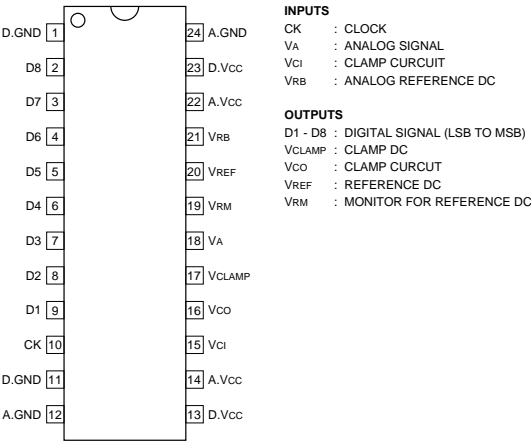 D.GND 1
D8 2
D7 3
D6 4
D5 5
D4 6
D3 7
D2 8
D1 9
CK 10
D.GND 11
A.GND 12
24 A.GND
23 D.VCC
22 A.VCC
21 VRB
20 VREF
19 VRM
18 VA
17 VCLAMP
16 VCO
15 VCI
14 A.VCC
13 D.VCC
INPUTS
CK : CLOCK
VA : ANALOG SIGNAL
VCI : CLAMP CURCUIT
VRB : ANALOG REFERENCE DC
OUTPUTS
D1 - D8 : DIGITAL SIGNAL (LSB TO MSB)
VCLAMP : CLAMP DC
VCO : CLAMP CURCUT
VREF : REFERENCE DC
VRM : MONITOR FOR REFERENCE DC